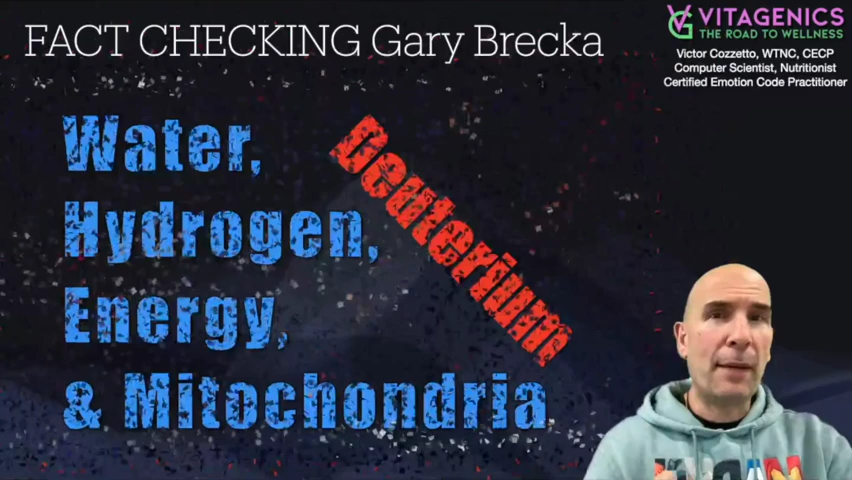 FACT CHECKING Gary Brecka
VITAGENICS
THE ROAD TO WELLNESS
Victor Cozzetto, WTNC, CECP
Computer Scientist, Nutritionist
Certified Emotion Code Practitioner
Water,
Hydrogen,
Energy,
& Mitochondria
Deuterium